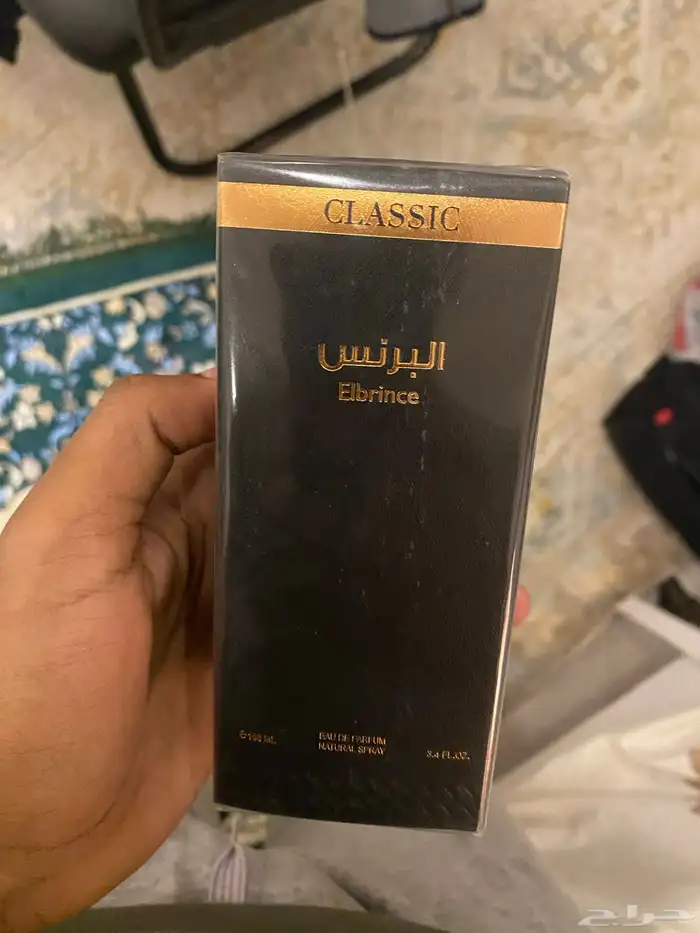 CLASSIC
البرنس
Elbrince
e 100 ML.
EAU DE PARFUM
NATURAL SPRAY
3.4 FL.OZ.
حراج